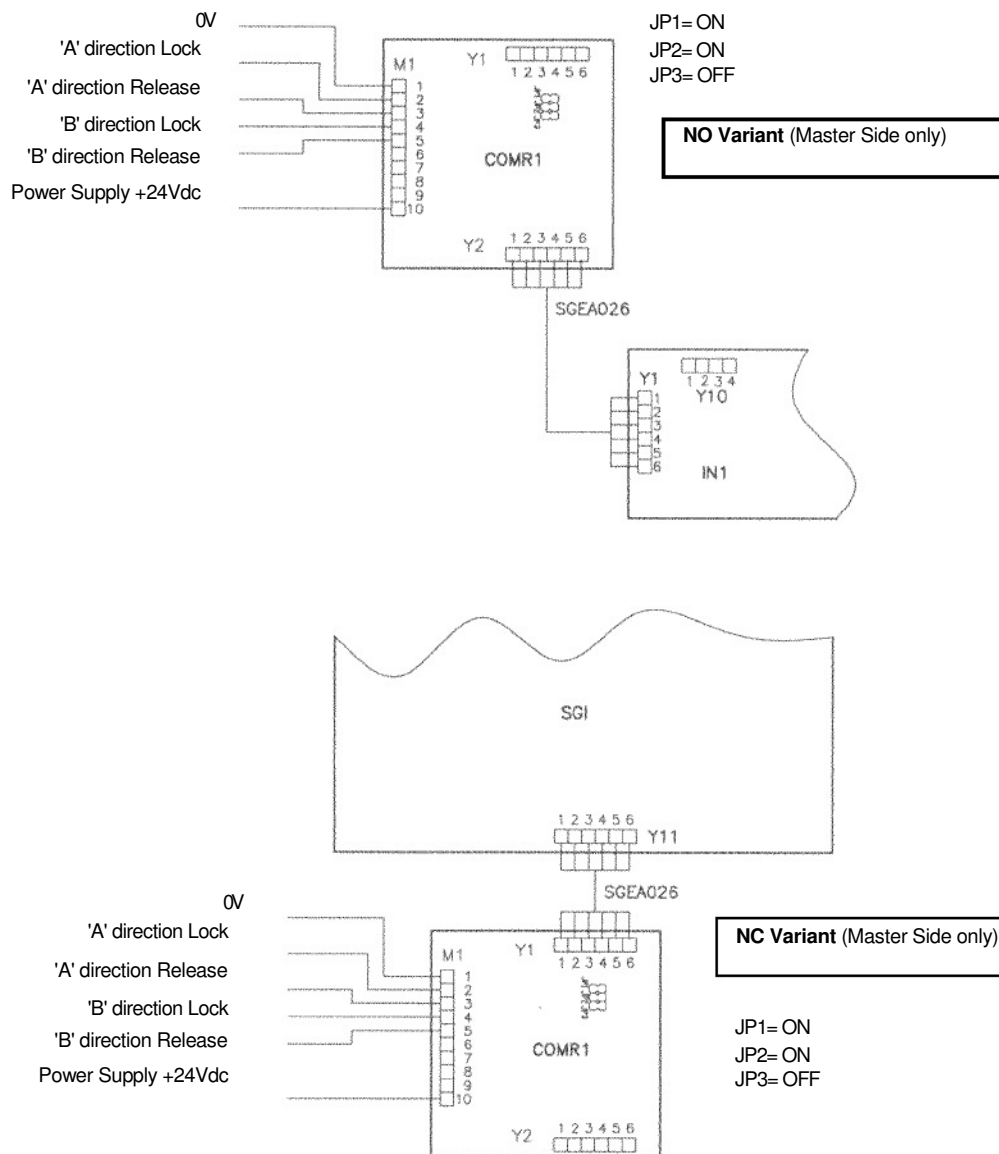 0V
'A' direction Lock
'A' direction Release
'B' direction Lock
'B' direction Release
Power Supply +24Vdc
M1
1
2
3
4
5
6
7
8
9
10
Y1
1 2 3 4 5 6
COMR1
Y2
1 2 3 4 5 6
JP1= ON
JP2= ON
JP3= OFF
NO Variant (Master Side only)
SGEA026
Y1
1
2
3
4
5
6
1 2 3 4
Y10
IN1
SGI
1 2 3 4 5 6
Y11
SGEA026
0V
'A' direction Lock
'A' direction Release
'B' direction Lock
'B' direction Release
Power Supply +24Vdc
M1
1
2
3
4
5
6
7
8
9
10
Y1
1 2 3 4 5 6
COMR1
Y2
1 2 3 4 5 6
NC Variant (Master Side only)
JP1= ON
JP2= ON
JP3= OFF